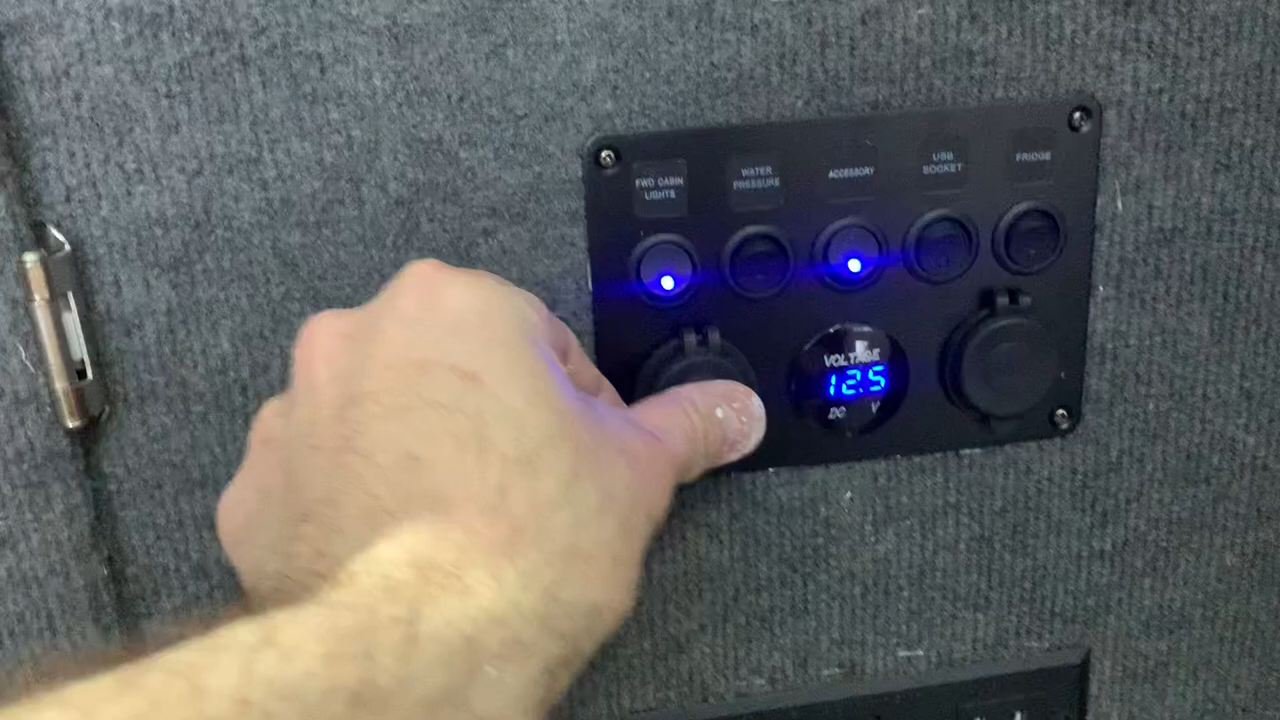 FWD CABIN
LIGHTS
WATER
PRESSURE
ACCESSORY
USB
SOCKET
FRIDGE
VOLTAGE
12.5
DC V